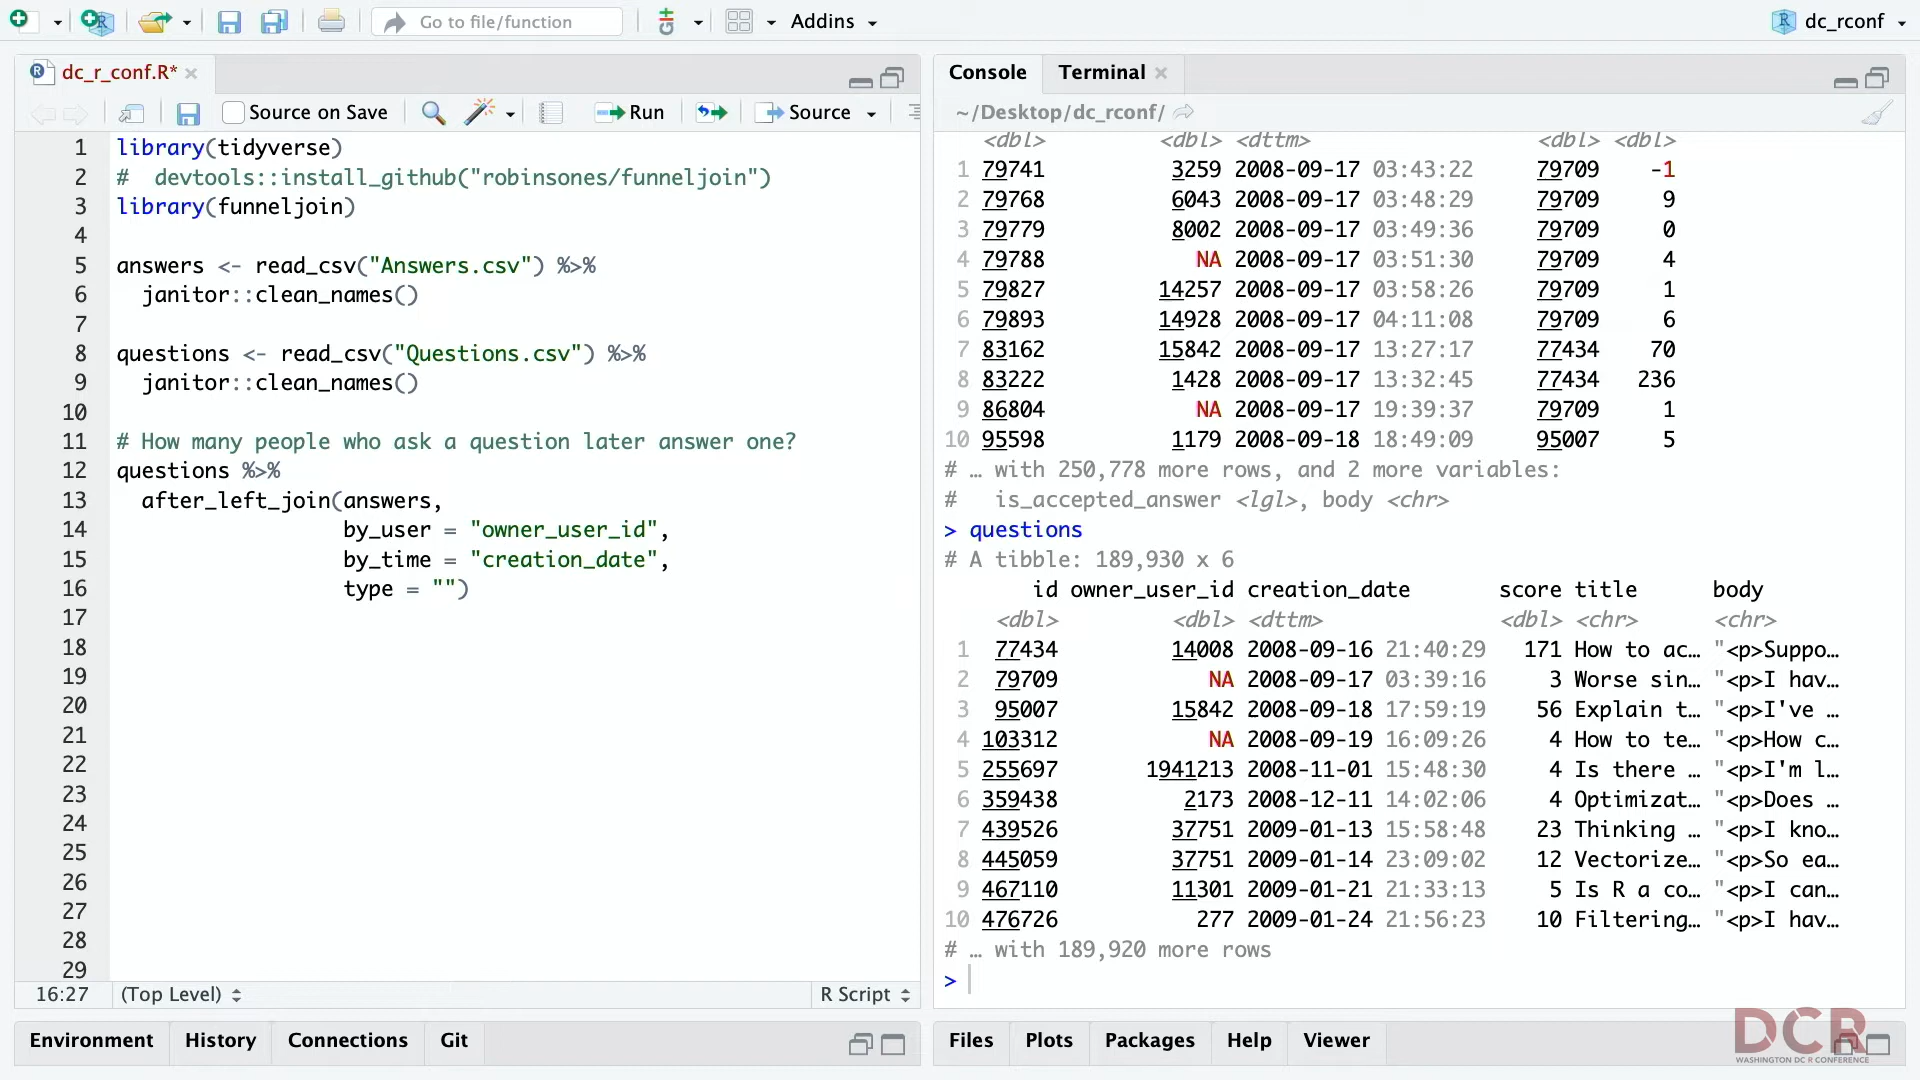 Go to file/function
Addins
dc_rconf
dc_r_conf.R*
Source on Save
Run
Source
1 library(tidyverse)
2 #  devtools::install_github("robinsones/funneljoin")
3 library(funneljoin)
4
5 answers <- read_csv("Answers.csv") %>%
6   janitor::clean_names()
7
8 questions <- read_csv("Questions.csv") %>%
9   janitor::clean_names()
10
11 # How many people who ask a question later answer one?
12 questions %>%
13   after_left_join(answers,
14                   by_user = "owner_user_id",
15                   by_time = "creation_date",
16                   type = "")
17
18
19
20
21
22
23
24
25
26
27
28
29
16:27 (Top Level) R Script
Environment History Connections Git
Console Terminal
~/Desktop/dc_rconf/
<dbl> <dbl> <dttm> <dbl> <dbl>
1 79741 3259 2008-09-17 03:43:22 79709 -1
2 79768 6043 2008-09-17 03:48:29 79709 9
3 79779 8002 2008-09-17 03:49:36 79709 0
4 79788 NA 2008-09-17 03:51:30 79709 4
5 79827 14257 2008-09-17 03:58:26 79709 1
6 79893 14928 2008-09-17 04:11:08 79709 6
7 83162 15842 2008-09-17 13:27:17 77434 70
8 83222 1428 2008-09-17 13:32:45 77434 236
9 86804 NA 2008-09-17 19:39:37 79709 1
10 95598 1179 2008-09-18 18:49:09 95007 5
# … with 250,778 more rows, and 2 more variables:
#   is_accepted_answer <lgl>, body <chr>
> questions
# A tibble: 189,930 x 6
id owner_user_id creation_date score title body
<dbl> <dbl> <dttm> <dbl> <chr> <chr>
1 77434 14008 2008-09-16 21:40:29 171 How to ac… "<p>Suppo…
2 79709 NA 2008-09-17 03:39:16 3 Worse sin… "<p>I hav…
3 95007 15842 2008-09-18 17:59:19 56 Explain t… "<p>I've …
4 103312 NA 2008-09-19 16:09:26 4 How to te… "<p>How c…
5 255697 1941213 2008-11-01 15:48:30 4 Is there … "<p>I'm l…
6 359438 2173 2008-12-11 14:02:06 4 Optimizat… "<p>Does …
7 439526 37751 2009-01-13 15:58:48 23 Thinking … "<p>I kno…
8 445059 37751 2009-01-14 23:09:02 12 Vectorize… "<p>So ea…
9 467110 11301 2009-01-21 21:33:13 5 Is R a co… "<p>I can…
10 476726 277 2009-01-24 21:56:23 10 Filtering… "<p>I hav…
# … with 189,920 more rows
>
Files Plots Packages Help Viewer
DCR
WASHINGTON DC R CONFERENCE